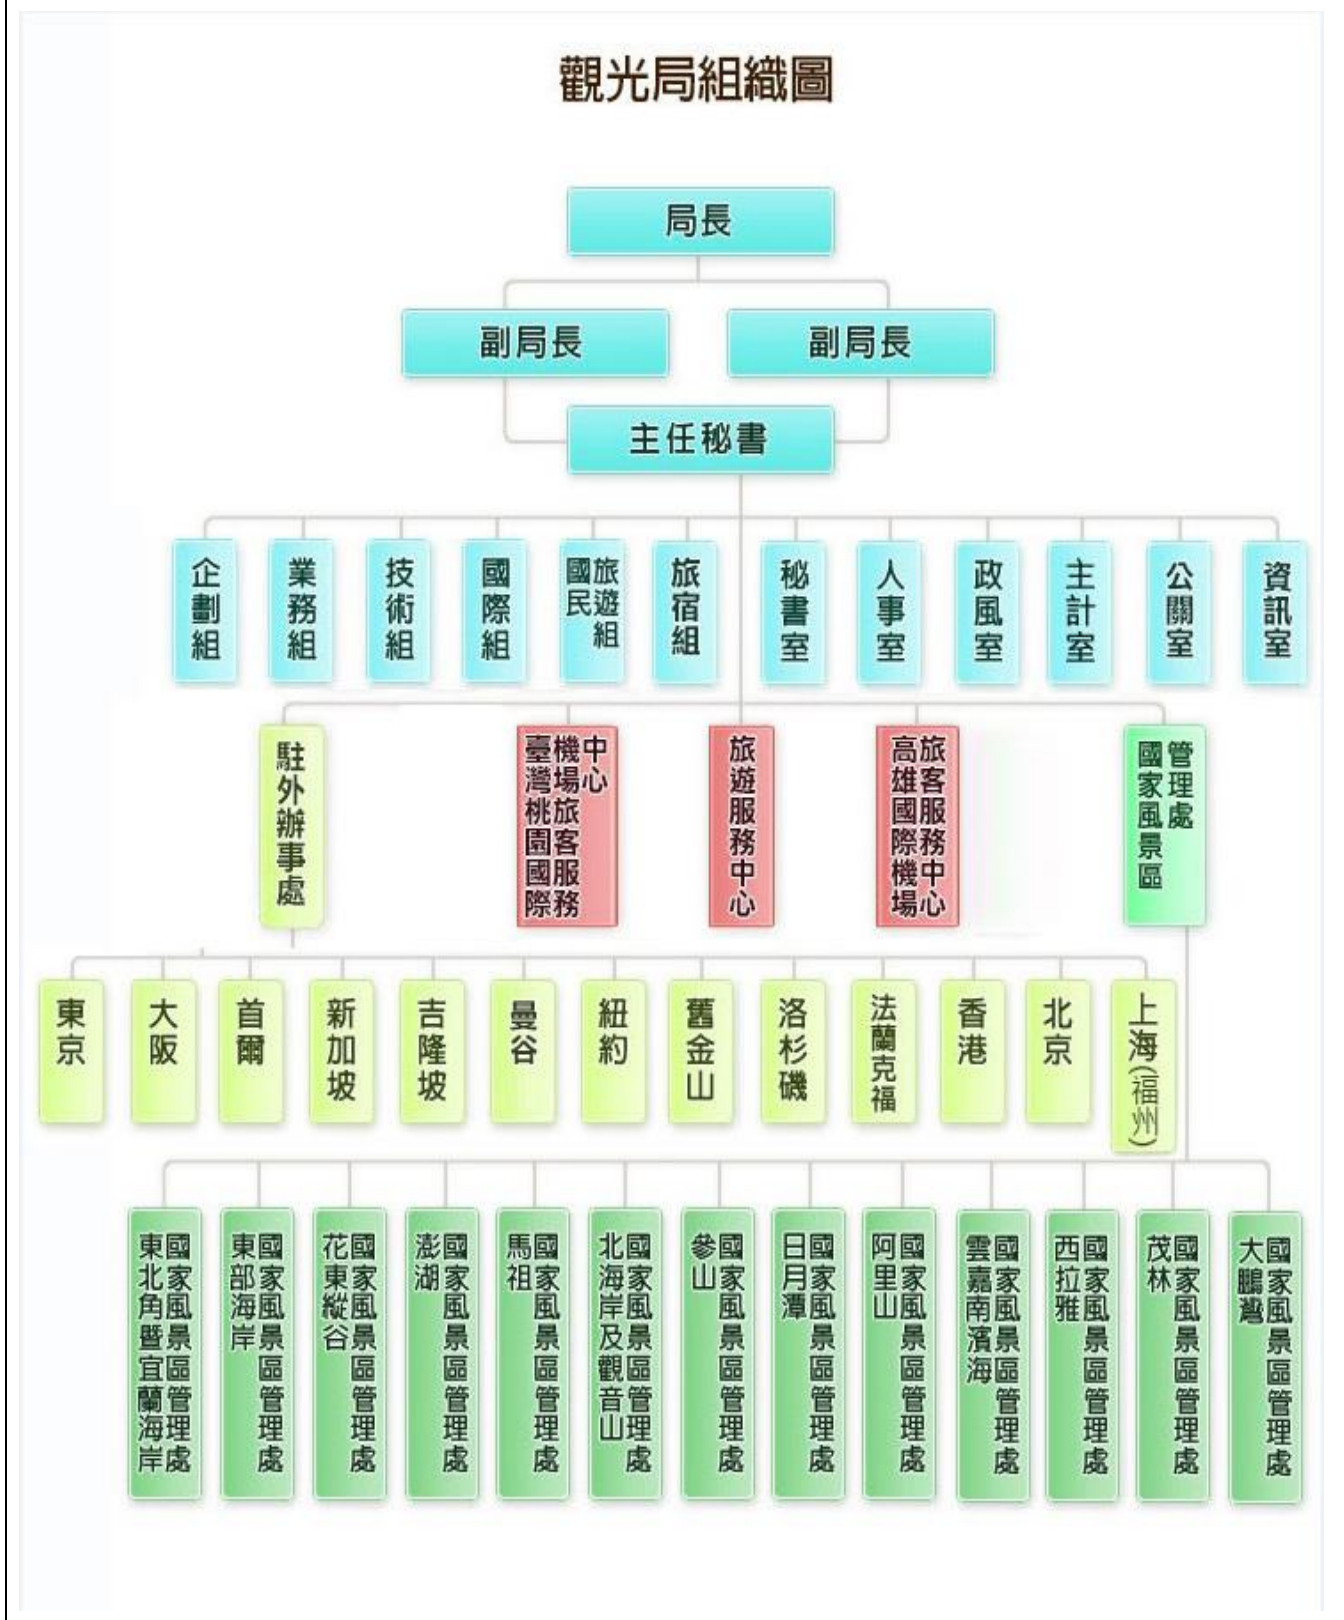 觀光局組織圖
局長
副局長
副局長
主任秘書
企劃組
業務組
技術組
國際組
國民
旅遊組
旅宿組
秘書室
人事室
政風室
主計室
公關室
資訊室
駐外辦事處
臺灣桃園國際
機場旅客服務
中心
旅遊服務中心
高雄國際機場
旅客服務中心
國家風景區
管理處
東京
大阪
首爾
新加坡
吉隆坡
曼谷
紐約
舊金山
洛杉磯
法蘭克福
香港
北京
上海(福州)
東北角暨宜蘭海岸
國家風景區管理處
東部海岸
國家風景區管理處
花東縱谷
國家風景區管理處
澎湖
國家風景區管理處
馬祖
國家風景區管理處
北海岸及觀音山
國家風景區管理處
參山
國家風景區管理處
日月潭
國家風景區管理處
阿里山
國家風景區管理處
雲嘉南濱海
國家風景區管理處
西拉雅
國家風景區管理處
茂林
國家風景區管理處
大鵬灣
國家風景區管理處